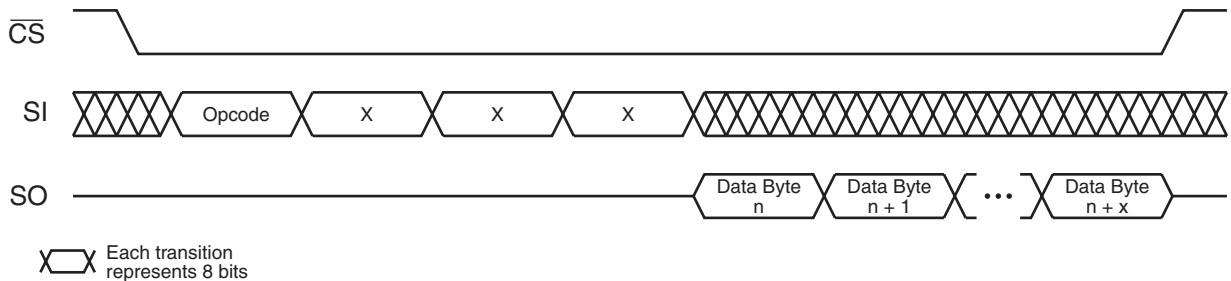 CS
SI
Opcode
X
X
X
SO
Data Byte
n
Data Byte
n + 1
•••
Data Byte
n + x
Each transition
represents 8 bits